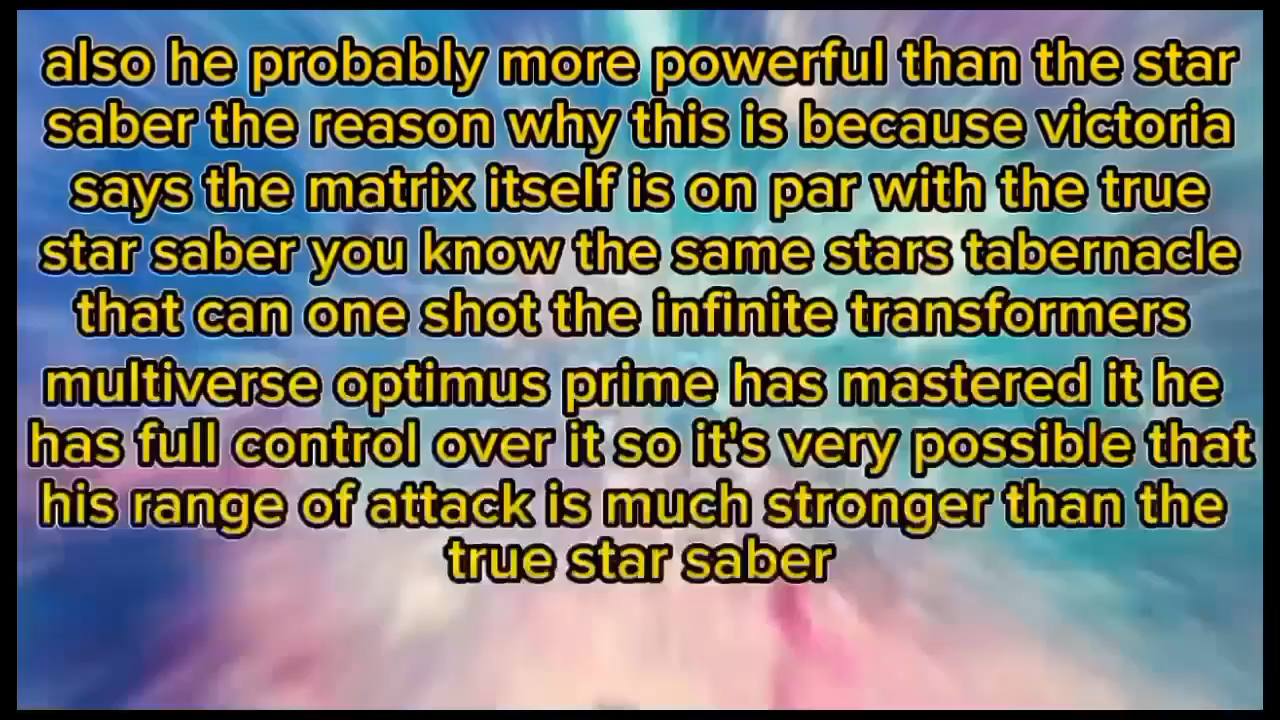 also he probably more powerful than the star
saber the reason why this is because victoria
says the matrix itself is on par with the true
star saber you know the same stars tabernacle
that can one shot the infinite transformers
multiverse optimus prime has mastered it he
has full control over it so it's very possible that
his range of attack is much stronger than the
true star saber